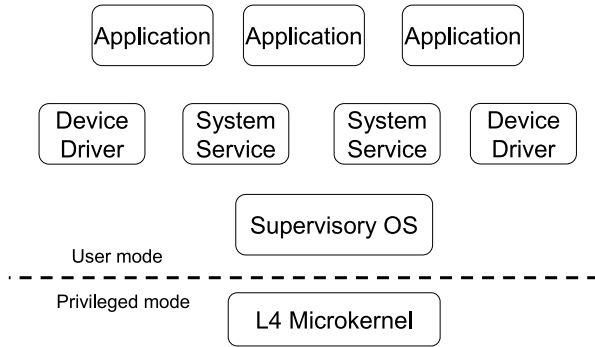 Application Application Application
Device Driver System Service System Service Device Driver
Supervisory OS
User mode
Privileged mode
L4 Microkernel